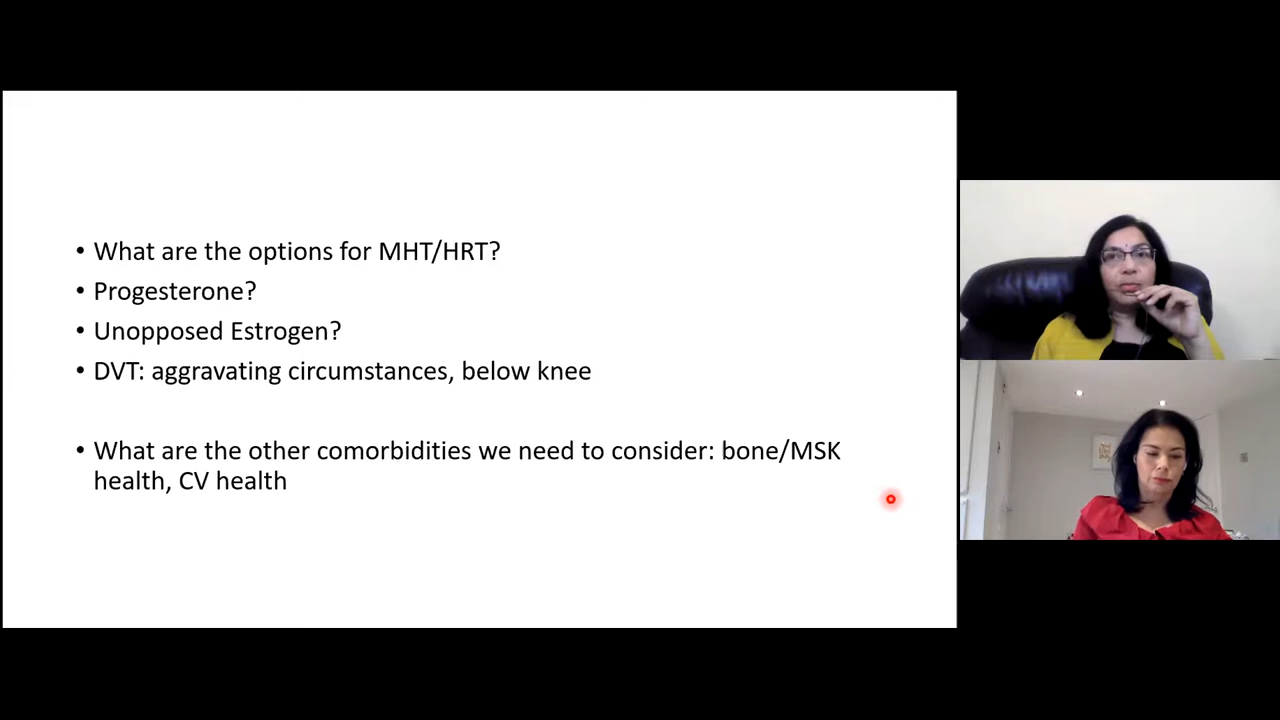 • What are the options for MHT/HRT?
• Progesterone?
• Unopposed Estrogen?
• DVT: aggravating circumstances, below knee
• What are the other comorbidities we need to consider: bone/MSK
health, CV health